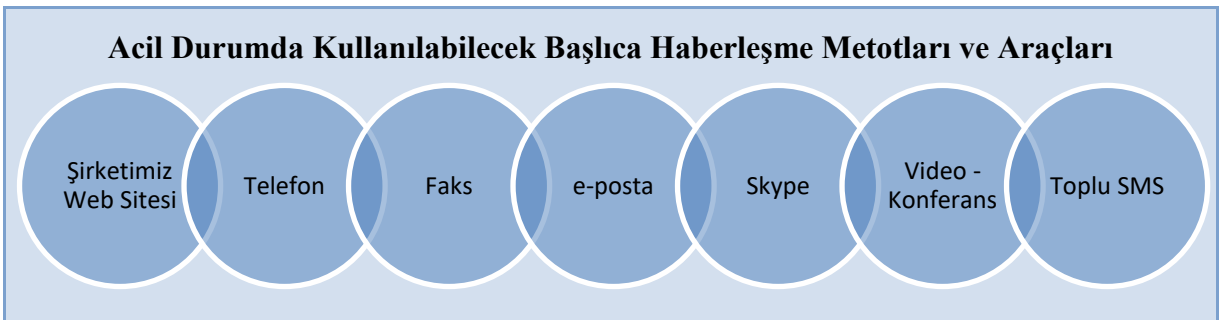 Acil Durumda Kullanılabilecek Başlıca Haberleşme Metotları ve Araçları
Şirketimiz
Web Sitesi
Telefon
Faks
e-posta
Skype
Video -
Konferans
Toplu SMS